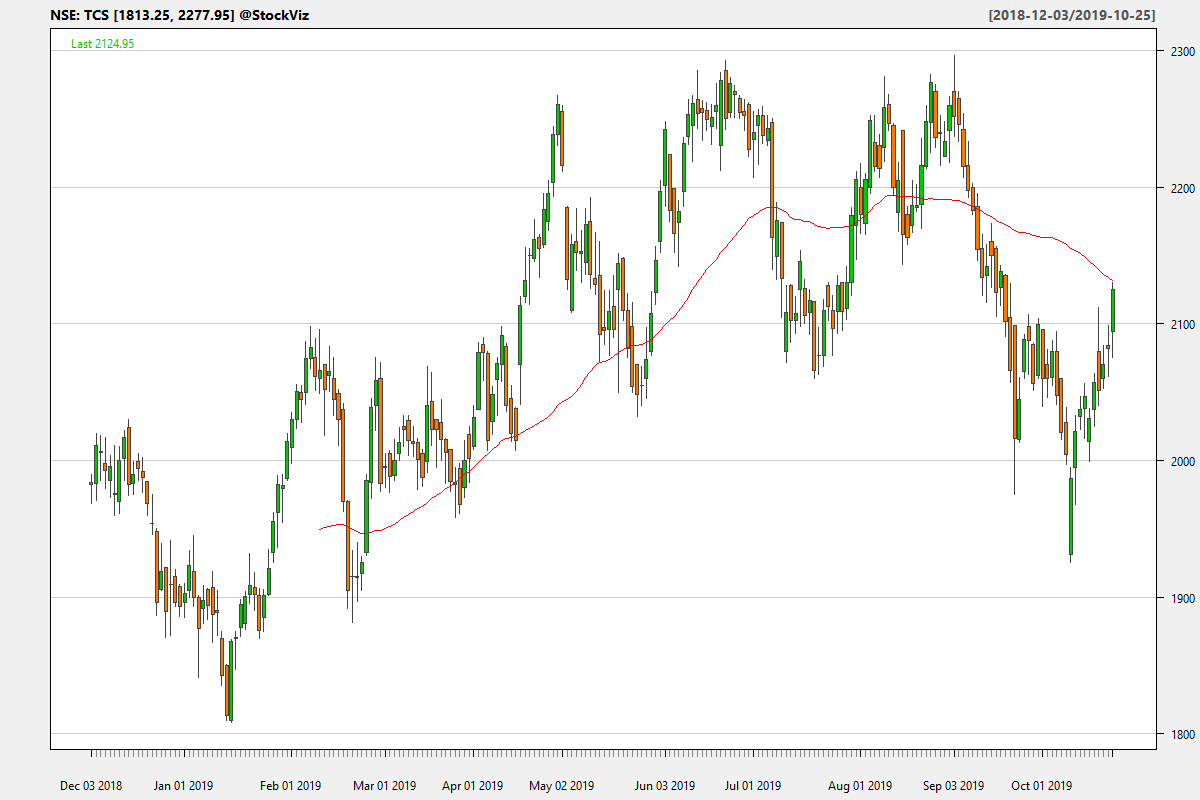 NSE: TCS [1813.25, 2277.95] @StockViz
[2018-12-03/2019-10-25]
Last 2124.95
2300
2200
2100
2000
1900
1800
Dec 03 2018
Jan 01 2019
Feb 01 2019
Mar 01 2019
Apr 01 2019
May 02 2019
Jun 03 2019
Jul 01 2019
Aug 01 2019
Sep 03 2019
Oct 01 2019